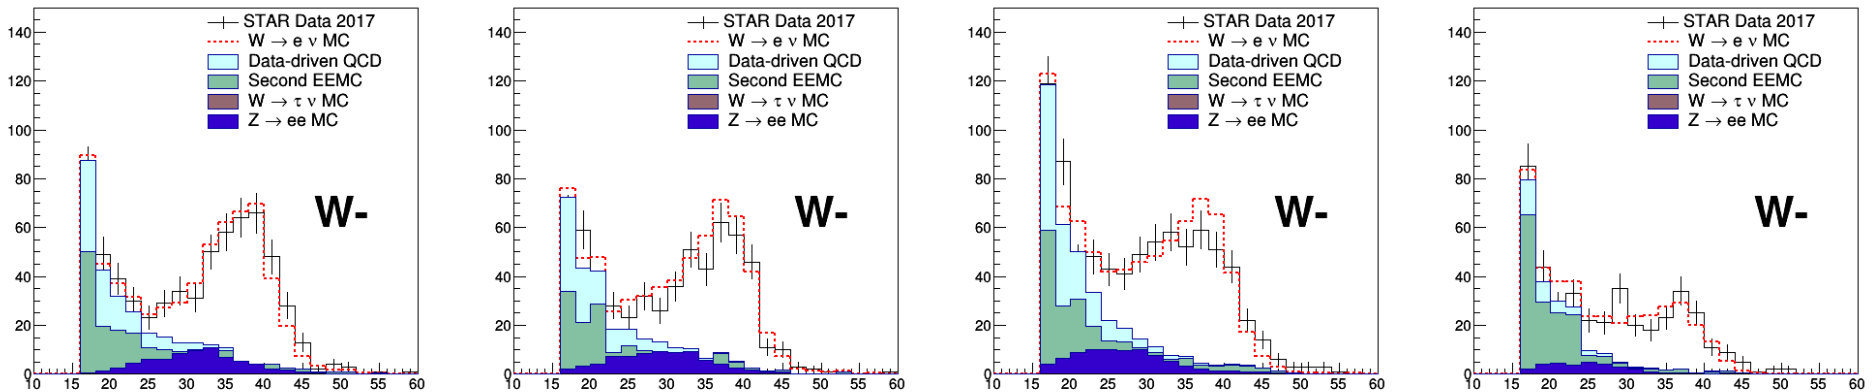 140
120
100
80
60
40
20
0
10 15 20 25 30 35 40 45 50 55 60
STAR Data 2017
W → e ν MC
Data-driven QCD
Second EEMC
W → τ ν MC
Z → ee MC
W-
140
120
100
80
60
40
20
0
10 15 20 25 30 35 40 45 50 55 60
STAR Data 2017
W → e ν MC
Data-driven QCD
Second EEMC
W → τ ν MC
Z → ee MC
W-
140
120
100
80
60
40
20
0
10 15 20 25 30 35 40 45 50 55 60
STAR Data 2017
W → e ν MC
Data-driven QCD
Second EEMC
W → τ ν MC
Z → ee MC
W-
140
120
100
80
60
40
20
0
10 15 20 25 30 35 40 45 50 55 60
STAR Data 2017
W → e ν MC
Data-driven QCD
Second EEMC
W → τ ν MC
Z → ee MC
W-